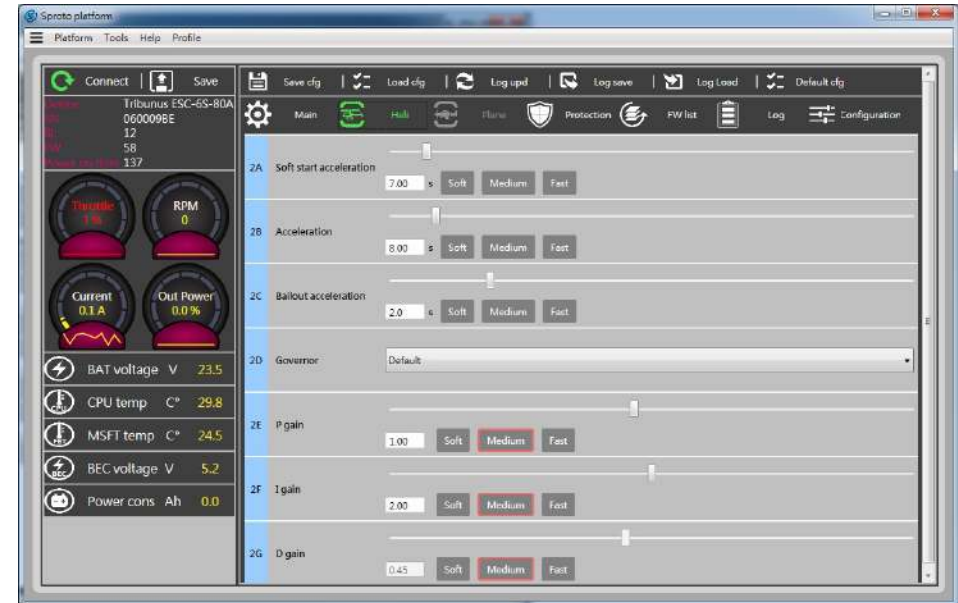 Sproto platform
Platform Tools Help Profile
Connect | Save
Save cfg | Load cfg | Log upd | Log save | Log Load | Default cfg
Tribunus ESC-6S-80A
060009BE
12
58
137
Main Heli Plane Protection FW list Log Configuration
Throttle
1 %
RPM
0
Current
0.1 A
Out Power
0.0 %
BAT voltage V 23.5
CPU temp C° 29.8
MSFT temp C° 24.5
BEC voltage V 5.2
Power cons Ah 0.0
2A Soft start acceleration
7.00 s Soft Medium Fast
2B Acceleration
8.00 s Soft Medium Fast
2C Bailout acceleration
2.0 s Soft Medium Fast
2D Governor Default
2E P gain
1.00 Soft Medium Fast
2F I gain
2.00 Soft Medium Fast
2G D gain
0.45 Soft Medium Fast